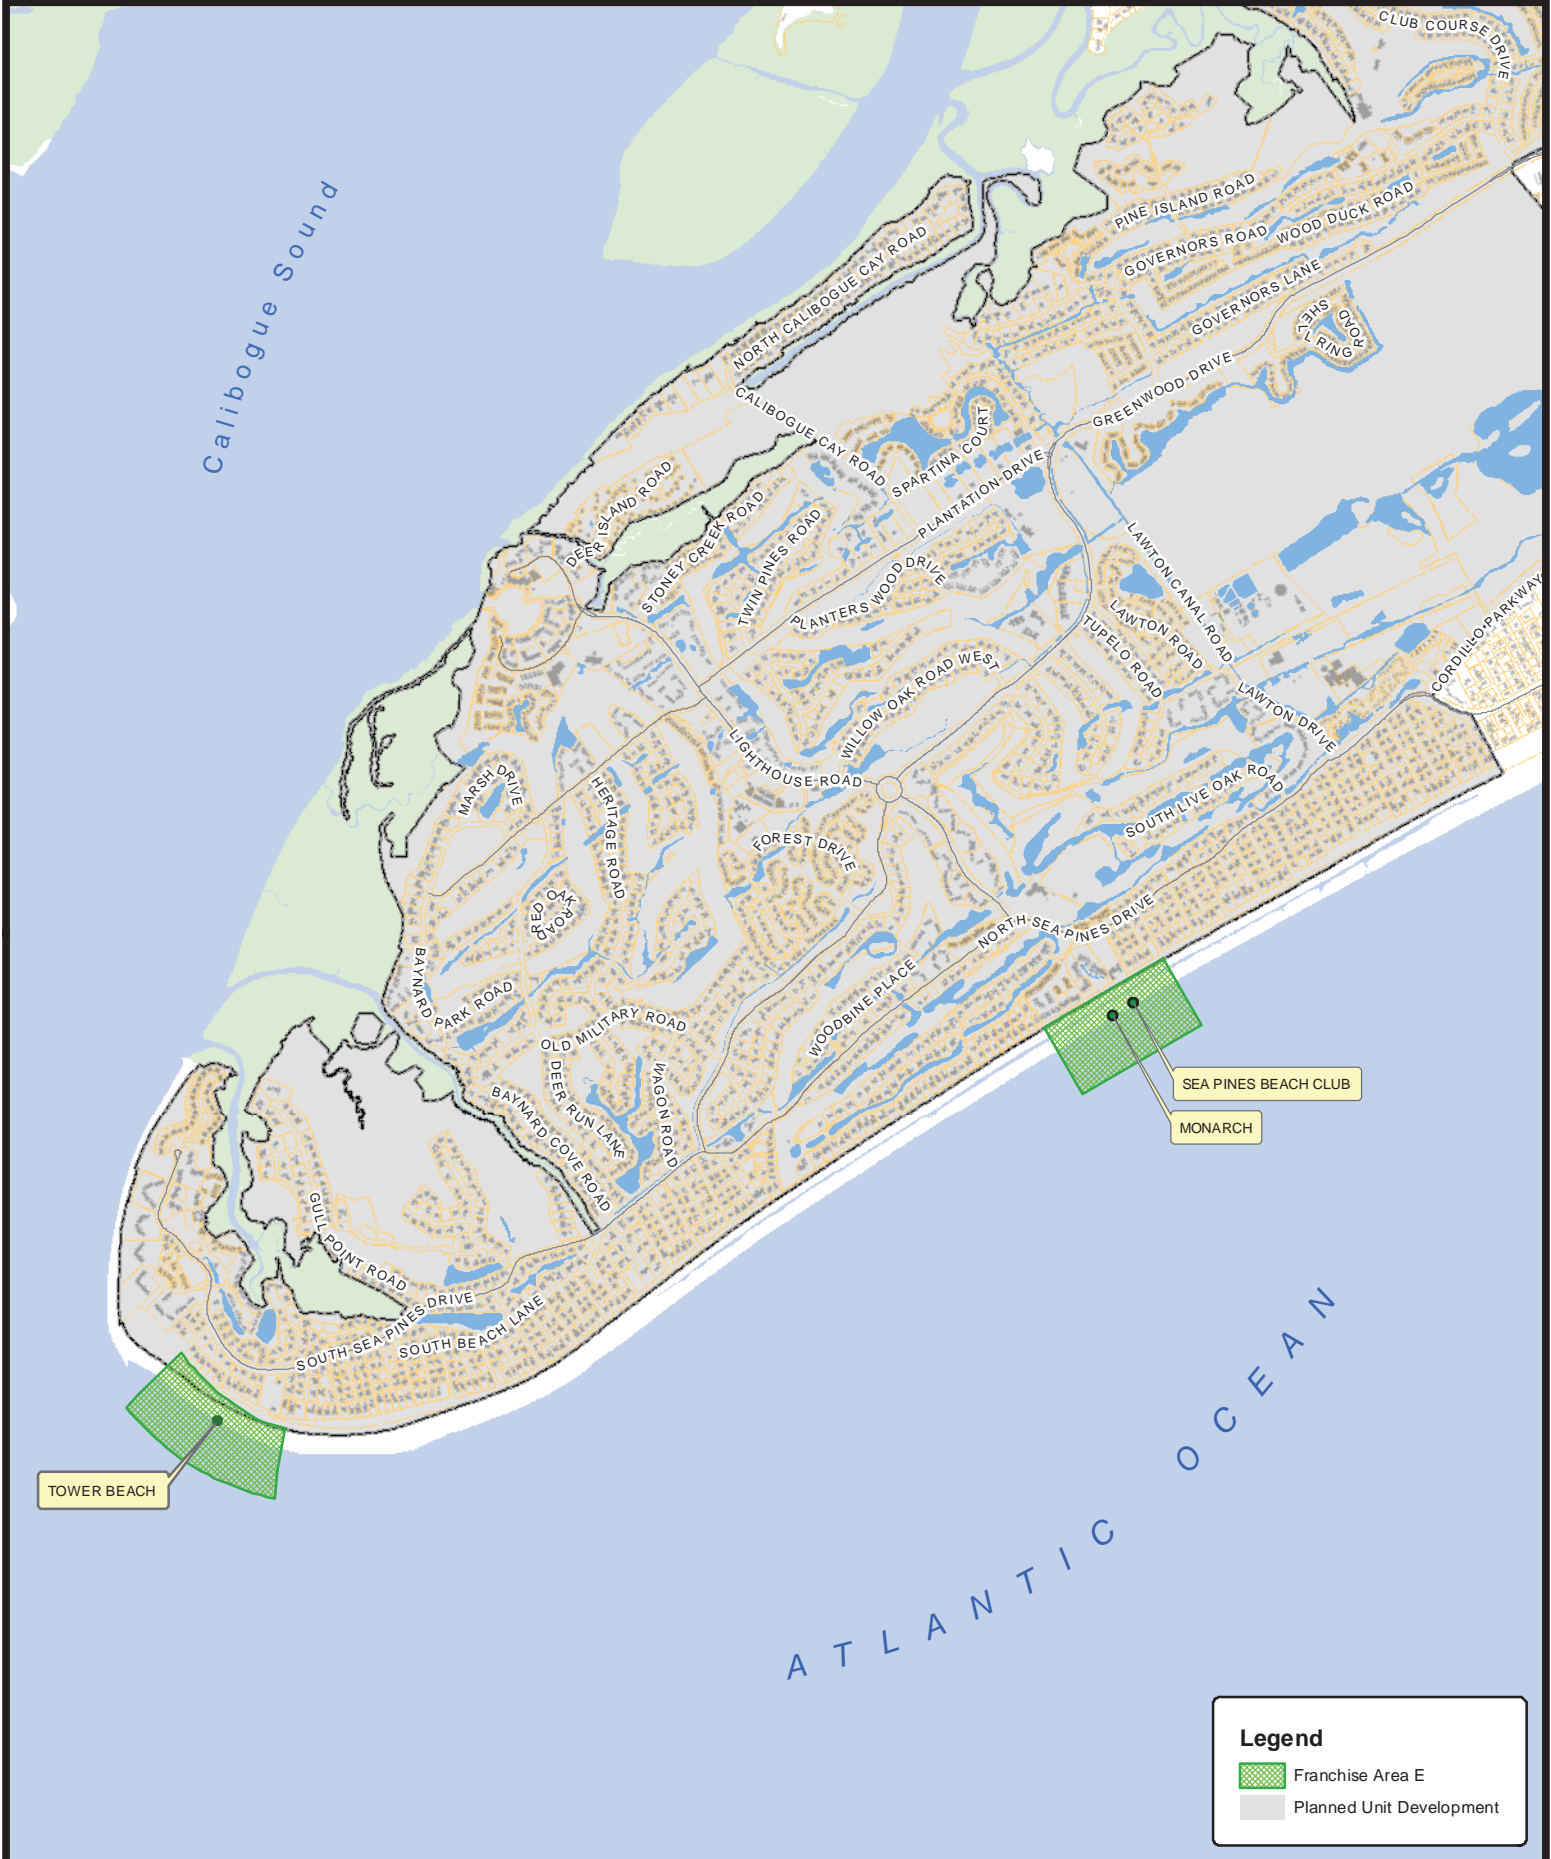 CLUB COURSE DRIVE
PINE ISLAND ROAD
GOVERNORS ROAD
WOOD DUCK ROAD
GOVERNORS LANE
SHELL RING ROAD
GREENWOOD DRIVE
NORTH CALIBOGUE CAY ROAD
Calibogue Sound
CALIBOGUE CAY ROAD
SPARTINA COURT
PLANTATION DRIVE
DEER ISLAND ROAD
STONEY CREEK ROAD
TWIN PINES ROAD
PLANTERS WOOD DRIVE
LAWTON CANAL ROAD
LAWTON ROAD
TUPELO ROAD
CORDILLO PARKWAY
WILLOW OAK ROAD WEST
LAWTON DRIVE
LIGHTHOUSE ROAD
MARSH DRIVE
HERITAGE ROAD
SOUTH LIVE OAK ROAD
FOREST DRIVE
RED OAK ROAD
NORTH SEA PINES DRIVE
BAYNARD PARK ROAD
WOODBINE PLACE
OLD MILITARY ROAD
DEER RUN LANE
WAGON ROAD
BAYNARD COVE ROAD
SEA PINES BEACH CLUB
MONARCH
GULL POINT ROAD
SOUTH SEA PINES DRIVE
SOUTH BEACH LANE
TOWER BEACH
ATLANTIC OCEAN
Legend
Franchise Area E
Planned Unit Development